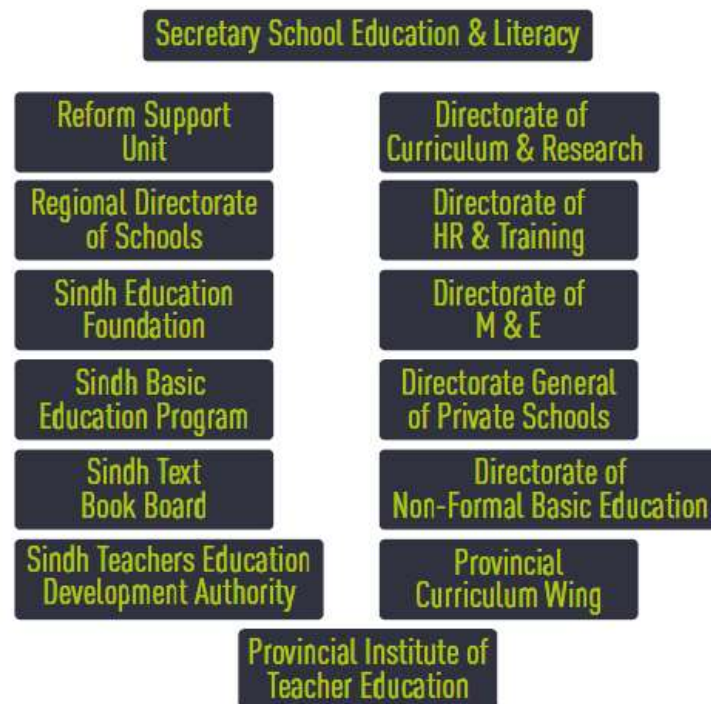 Secretary School Education & Literacy
Reform Support
Unit
Directorate of
Curriculum & Research
Regional Directorate
of Schools
Directorate of
HR & Training
Sindh Education
Foundation
Directorate of
M & E
Sindh Basic
Education Program
Directorate General
of Private Schools
Sindh Text
Book Board
Directorate of
Non-Formal Basic Education
Sindh Teachers Education
Development Authority
Provincial
Curriculum Wing
Provincial Institute of
Teacher Education